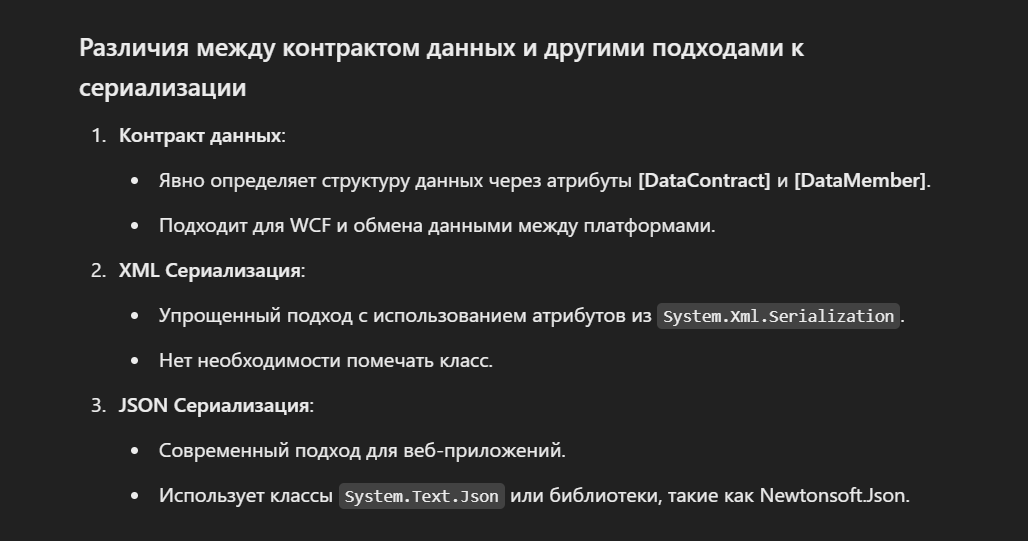 Различия между контрактом данных и другими подходами к
сериализации
1. Контракт данных:
• Явно определяет структуру данных через атрибуты [DataContract] и [DataMember].
• Подходит для WCF и обмена данными между платформами.
2. XML Сериализация:
• Упрощенный подход с использованием атрибутов из System.Xml.Serialization.
• Нет необходимости помечать класс.
3. JSON Сериализация:
• Современный подход для веб-приложений.
• Использует классы System.Text.Json или библиотеки, такие как Newtonsoft.Json.